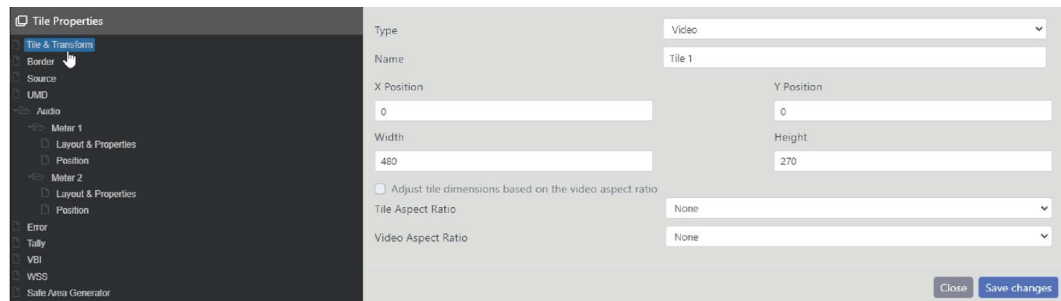 Tile Properties
Tile & Transform
Border
Source
UMD
Audio
Meter 1
Layout & Properties
Position
Meter 2
Layout & Properties
Position
Error
Tally
VBI
WSS
Safe Area Generator
Type Video
Name Tile 1
X Position Y Position
0 0
Width Height
480 270
Adjust tile dimensions based on the video aspect ratio
Tile Aspect Ratio None
Video Aspect Ratio None
Close Save changes